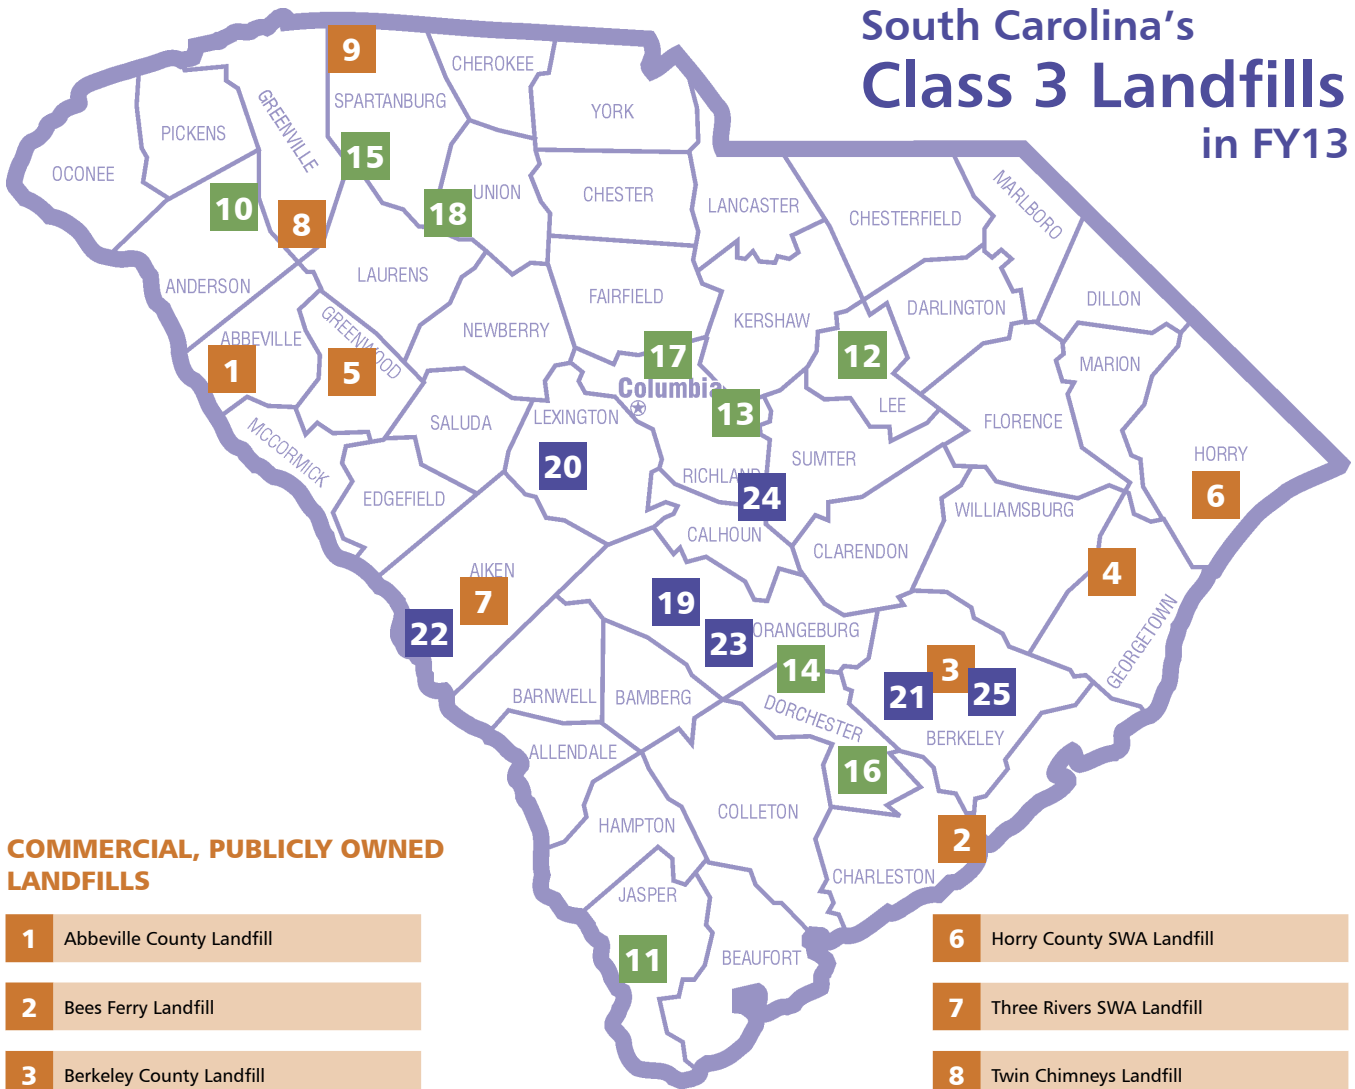 South Carolina's
Class 3 Landfills
in FY13
9
CHEROKEE
SPARTANBURG
YORK
PICKENS
GREENVILLE
15
OCONEE
MARLBORO
UNION
CHESTER
LANCASTER
10
18
8
CHESTERFIELD
ANDERSON
LAURENS
FAIRFIELD
DILLON
DARLINGTON
KERSHAW
NEWBERRY
ABBEVILLE
GREENWOOD
17
12
MARION
1
5
Columbia
LEE
13
LEXINGTON
SALUDA
FLORENCE
MCCORMICK
HORRY
SUMTER
20
RICHLAND
24
6
EDGEFIELD
WILLIAMSBURG
CALHOUN
CLARENDON
AIKEN
4
7
19
22
23
ORANGEBURG
GEORGETOWN
14
3
21
25
BARNWELL
BAMBERG
DORCHESTER
BERKELEY
ALLENDALE
16
COLLETON
HAMPTON
2
CHARLESTON
JASPER
11
BEAUFORT
COMMERCIAL, PUBLICLY OWNED
LANDFILLS
1 Abbeville County Landfill
2 Bees Ferry Landfill
3 Berkeley County Landfill
6 Horry County SWA Landfill
7 Three Rivers SWA Landfill
8 Twin Chimneys Landfill